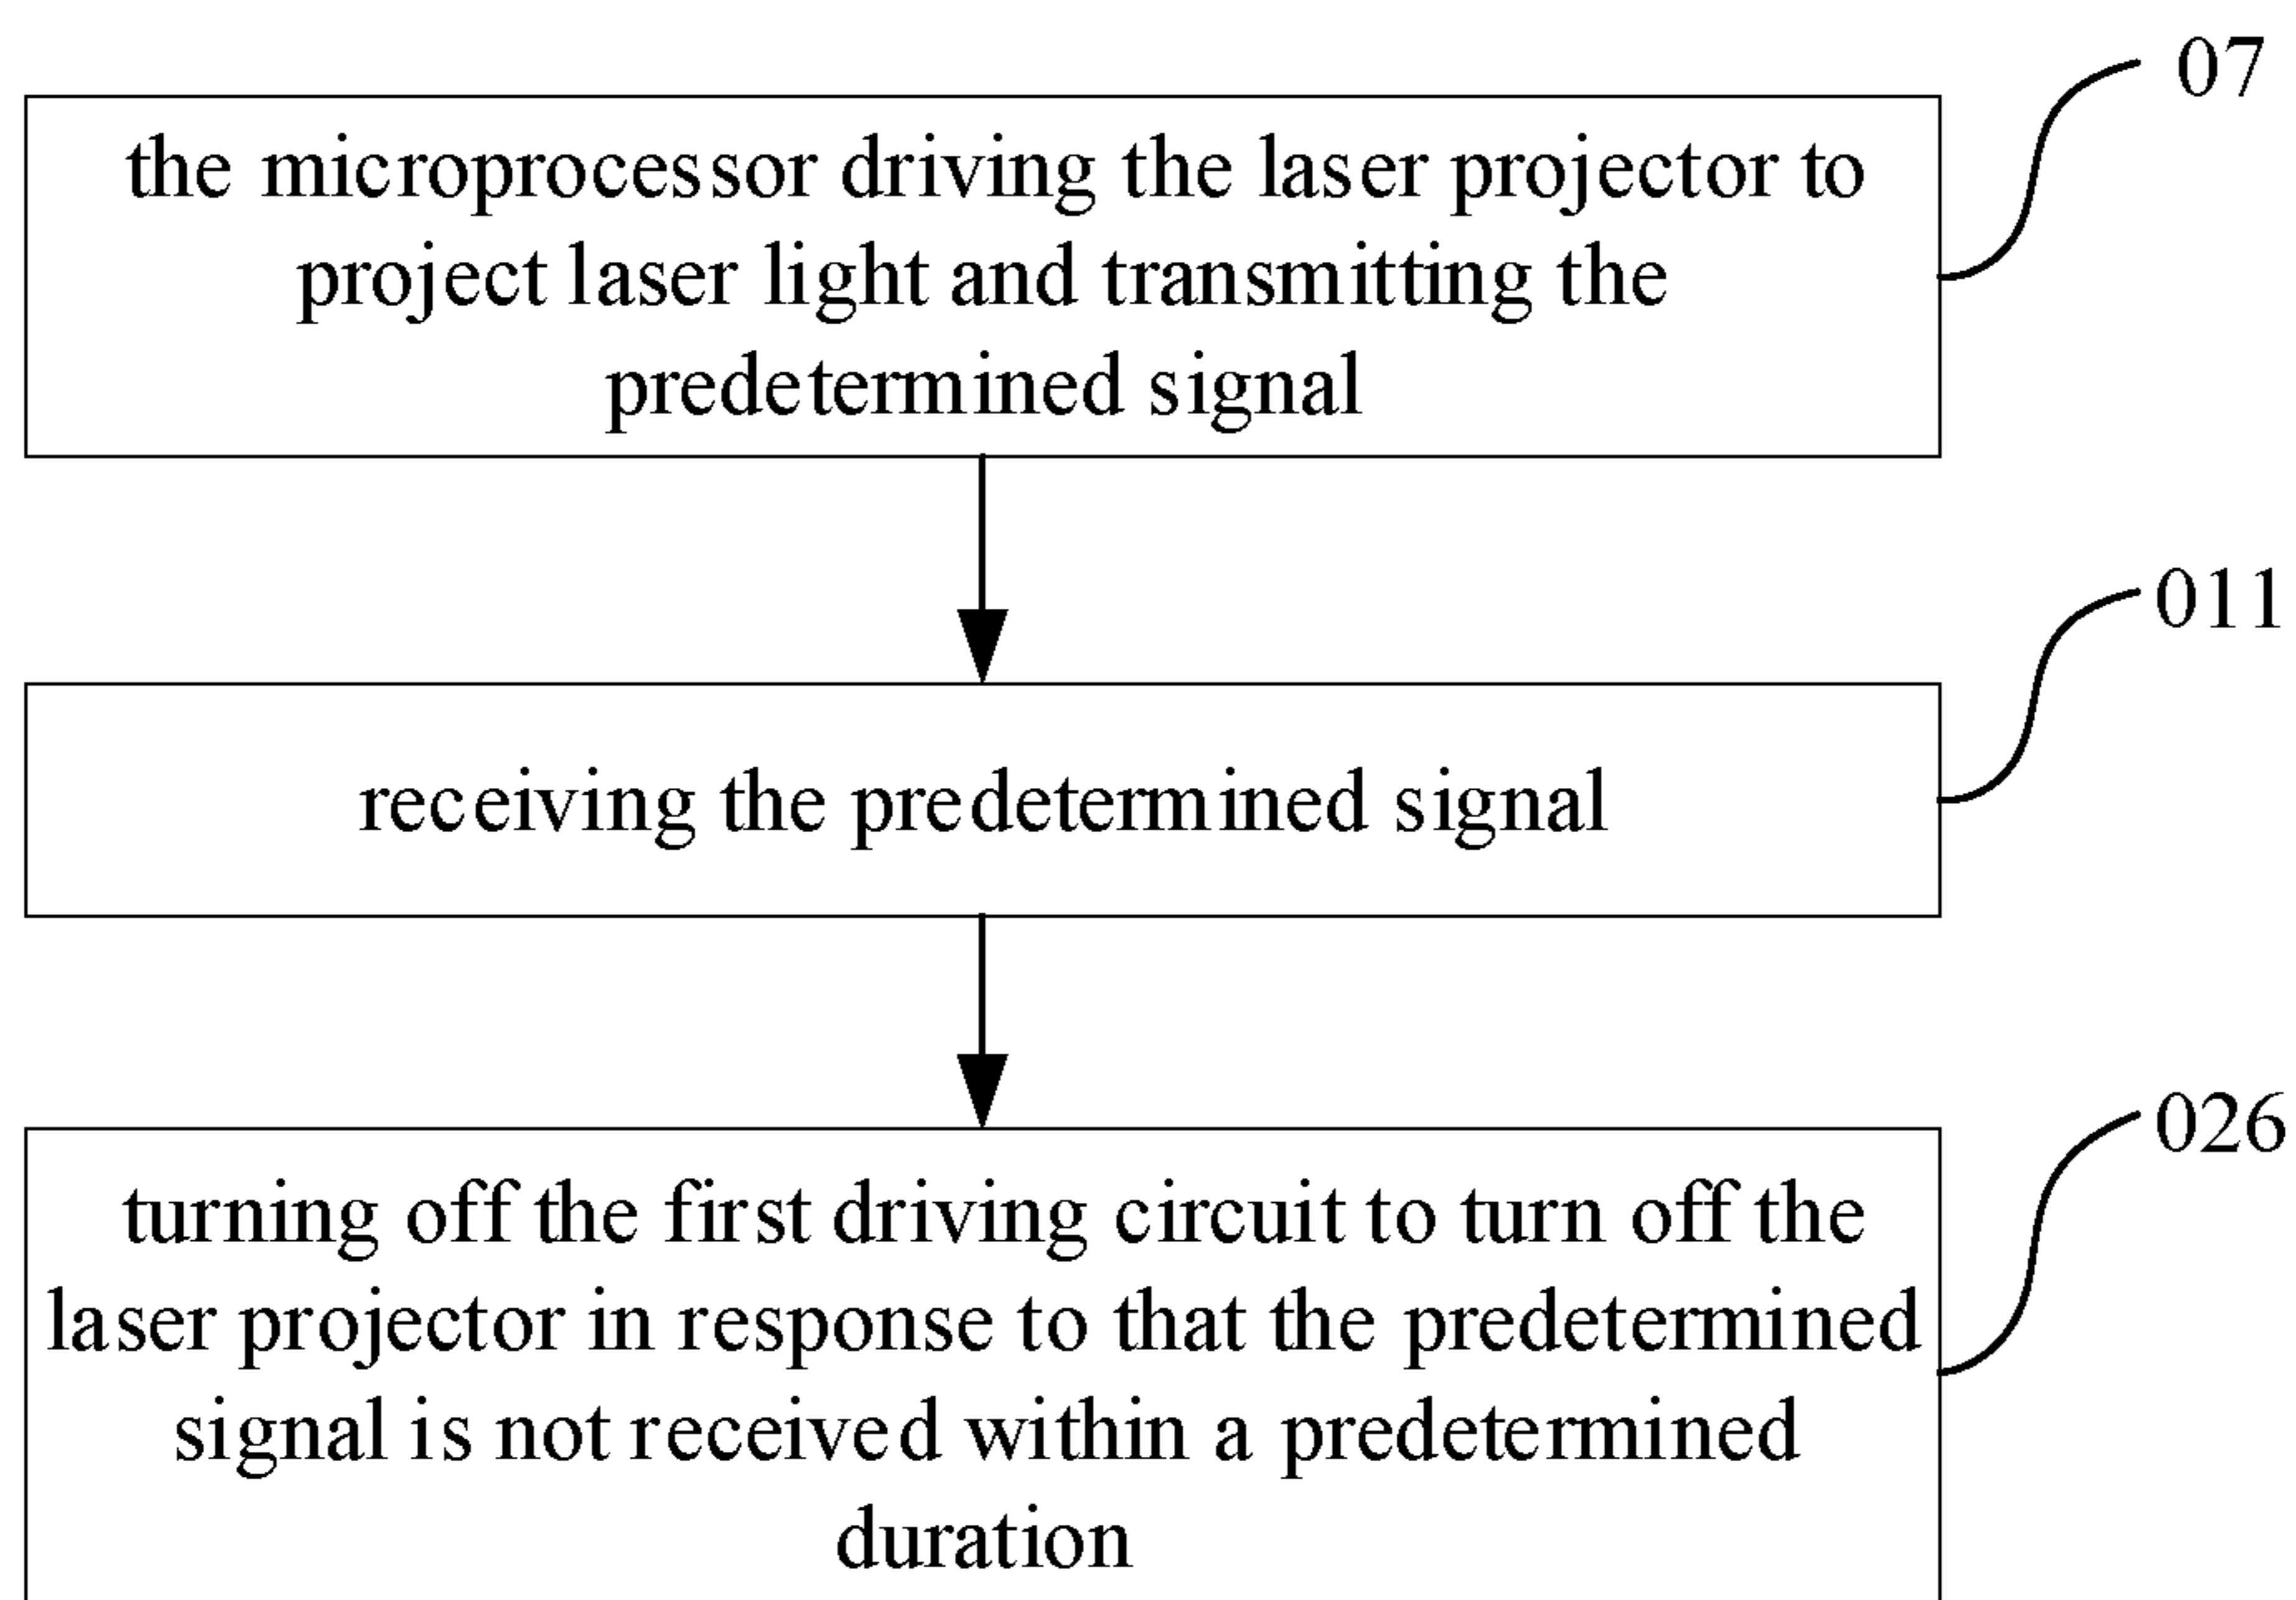 07
the microprocessor driving the laser projector to
project laser light and transmitting the
predetermined signal
011
receiving the predetermined signal
026
turning off the first driving circuit to turn off the
laser projector in response to that the predetermined
signal is not received within a predetermined
duration